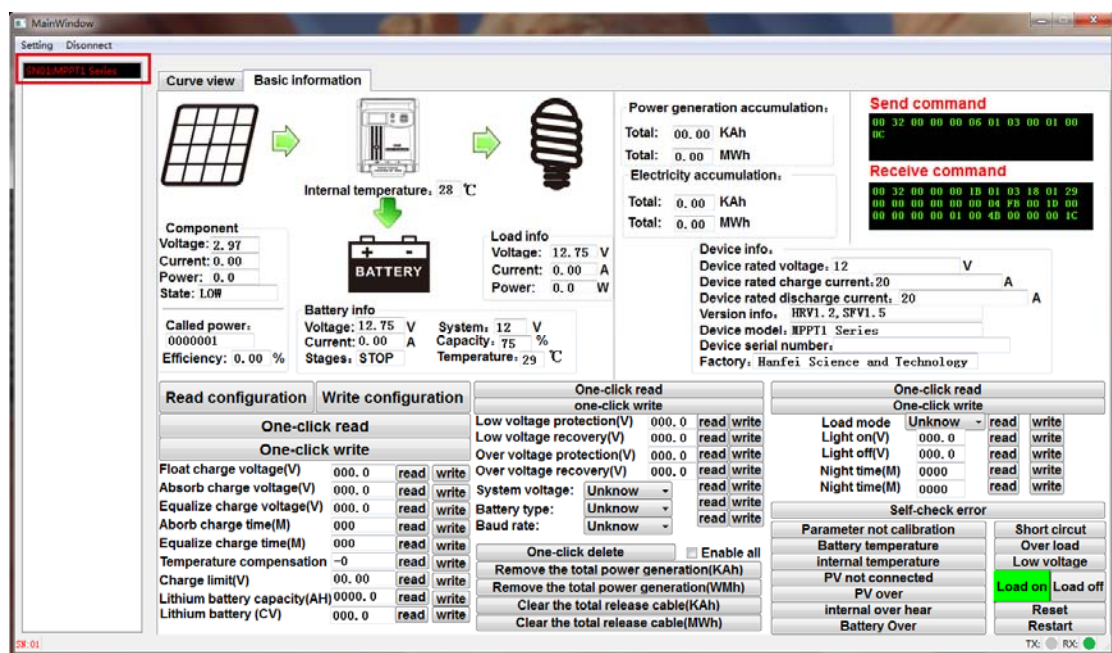 MainWindow
Setting Disonnect
SN01:MPPT1 Series
Curve view Basic information
Internal temperature: 28 ℃
Component
Voltage: 2.97
Current: 0.00
Power: 0.0
State: LOW
Called power:
0000001
Efficiency: 0.00 %
+ -
BATTERY
Battery info
Voltage: 12.75 V System: 12 V
Current: 0.00 A Capacity: 75 %
Stages: STOP Temperature: 29 ℃
Load info
Voltage: 12.75 V
Current: 0.00 A
Power: 0.0 W
Power generation accumulation:
Total: 00.00 KAh
Total: 0.00 MWh
Electricity accumulation:
Total: 0.00 KAh
Total: 0.00 MWh
Send command
00 32 00 00 00 06 01 03 00 01 00
0C
Receive command
00 32 00 00 00 1B 01 03 18 01 29
00 00 00 00 00 00 04 FB 00 1D 00
00 00 00 00 01 00 4B 00 00 00 1C
Device info:
Device rated voltage: 12 V
Device rated charge current: 20 A
Device rated discharge current: 20 A
Version info: HRV1.2,SFV1.5
Device model: MPPT1 Series
Device serial number:
Factory: Hanfei Science and Technology
Read configuration Write configuration
One-click read
One-click write
Float charge voltage(V) 000.0 read write
Absorb charge voltage(V) 000.0 read write
Equalize charge voltage(V) 000.0 read write
Aborb charge time(M) 000 read write
Equalize charge time(M) 000 read write
Temperature compensation -0 read write
Charge limit(V) 00.00 read write
Lithium battery capacity(AH) 0000.0 read write
Lithium battery (CV) 000.0 read write
One-click read
one-click write
Low voltage protection(V) 000.0 read write
Low voltage recovery(V) 000.0 read write
Over voltage protection(V) 000.0 read write
Over voltage recovery(V) 000.0 read write
System voltage: Unknow read write
Battery type: Unknow read write
Baud rate: Unknow read write
One-click delete Enable all
Remove the total power generation(KAh)
Remove the total power generation(WMh)
Clear the total release cable(KAh)
Clear the total release cable(MWh)
One-click read
One-click write
Load mode Unknow read write
Light on(V) 000.0 read write
Light off(V) 000.0 read write
Night time(M) 0000 read write
Night time(M) 0000 read write
Self-check error
Parameter not calibration Short circut
Battery temperature Over load
internal temperature Low voltage
PV not connected
PV over
Load on Load off
internal over hear Reset
Battery Over Restart
SN:01
TX: RX: